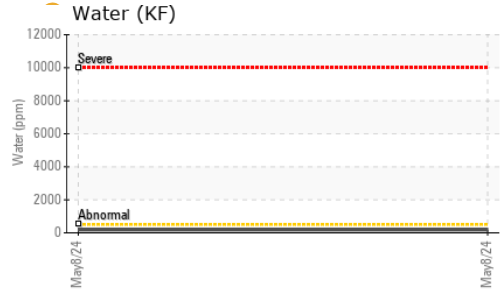 Water (KF)
12000
Severe
10000
8000
6000
4000
2000
Abnormal
0
Water (ppm)
May8/24
May8/24